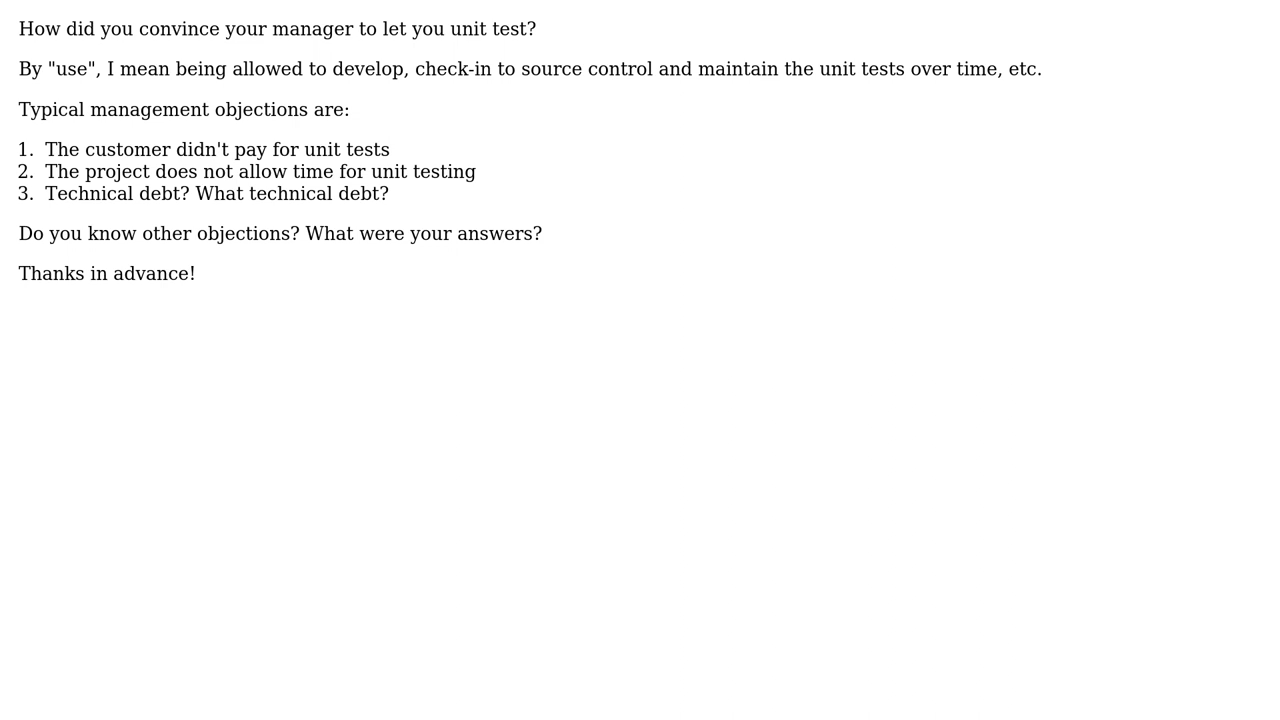 How did you convince your manager to let you unit test?
By "use", I mean being allowed to develop, check-in to source control and maintain the unit tests over time, etc.
Typical management objections are:
1. The customer didn't pay for unit tests
2. The project does not allow time for unit testing
3. Technical debt? What technical debt?
Do you know other objections? What were your answers?
Thanks in advance!